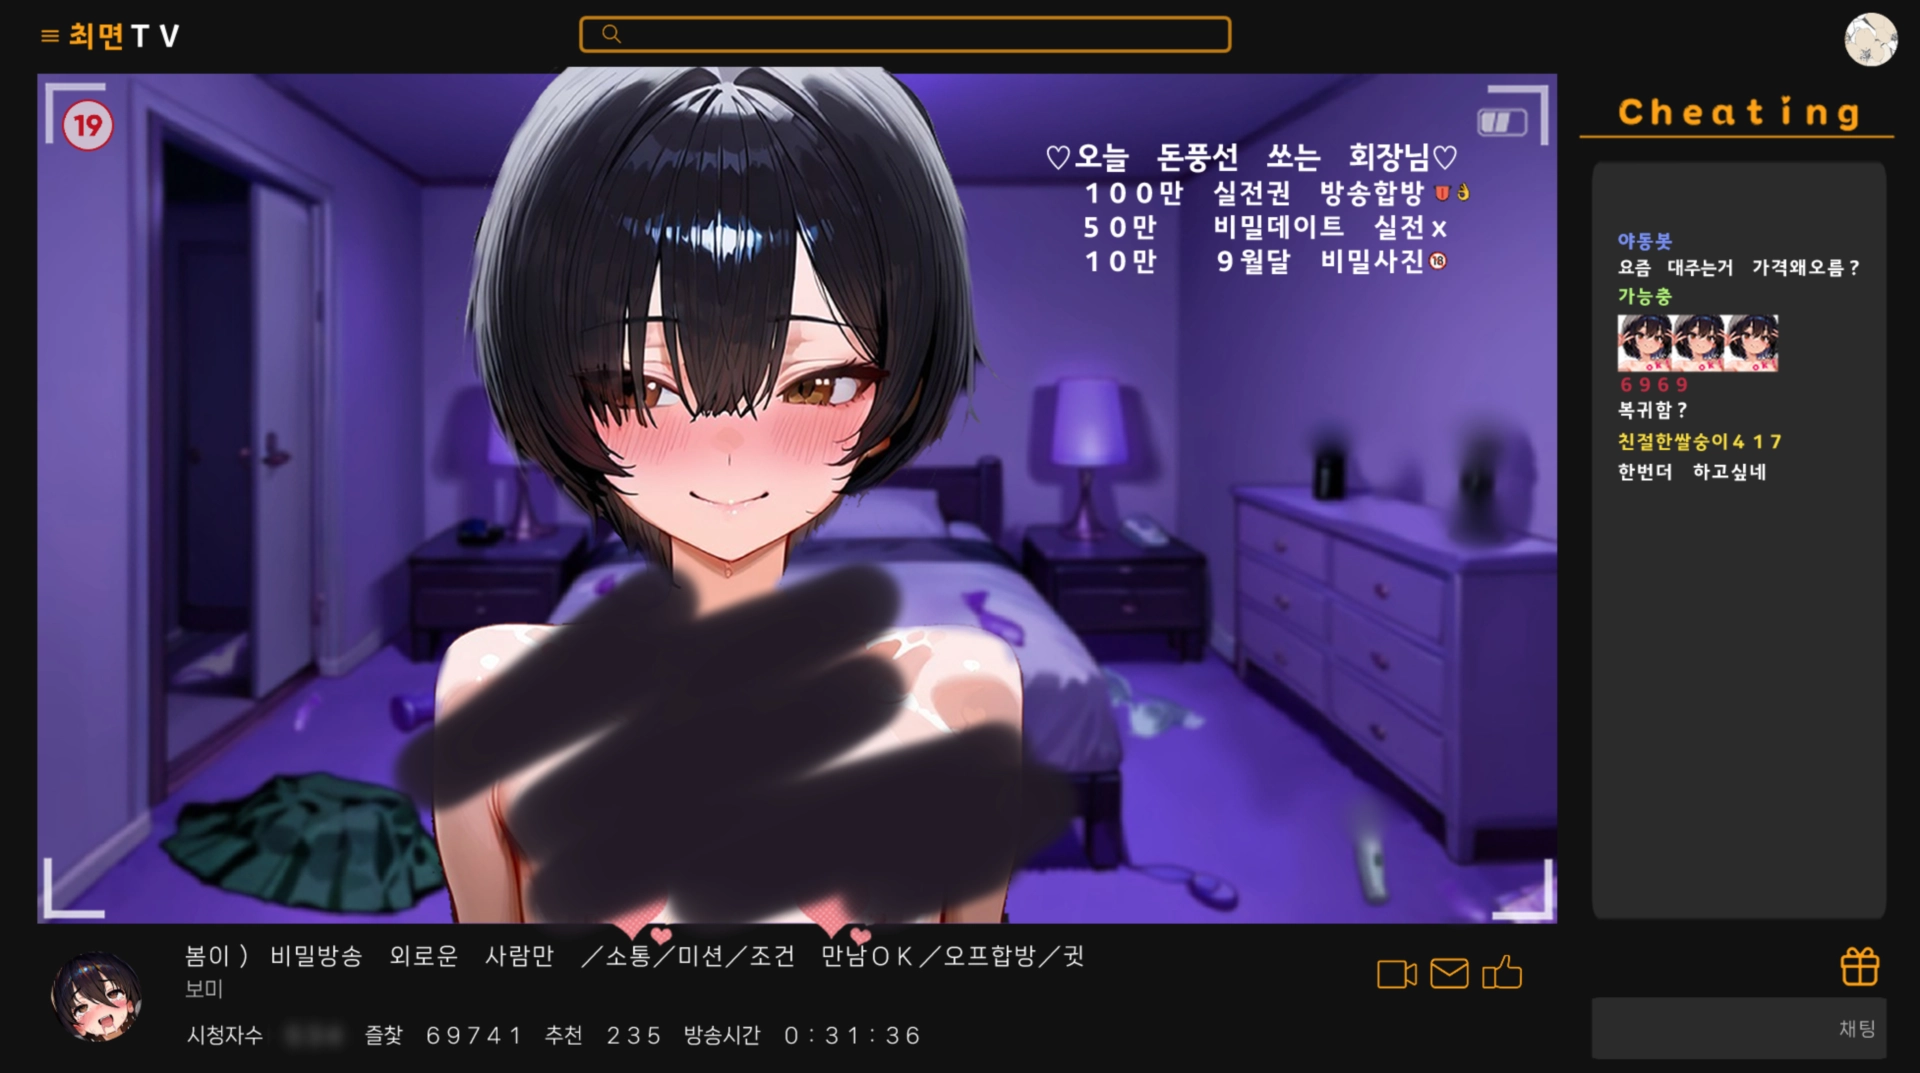 최면TV
19
Cheating
♡오늘 돈풍선 쏘는 회장님♡
100만 실전권 방송합방
50만 비밀데이트 실전x
10만 9월달 비밀사진🔞
야동봇
요즘 대주는거 가격왜오름?
가능충
6969
복귀함?
친절한쌀숭이417
한번더 하고싶네
봄이) 비밀방송 외로운 사람만 /소통/미션/조건 만남OK/오프합방/귓
보미
시청자수
즐찾 69741 추천 235 방송시간 0:31:36
채팅